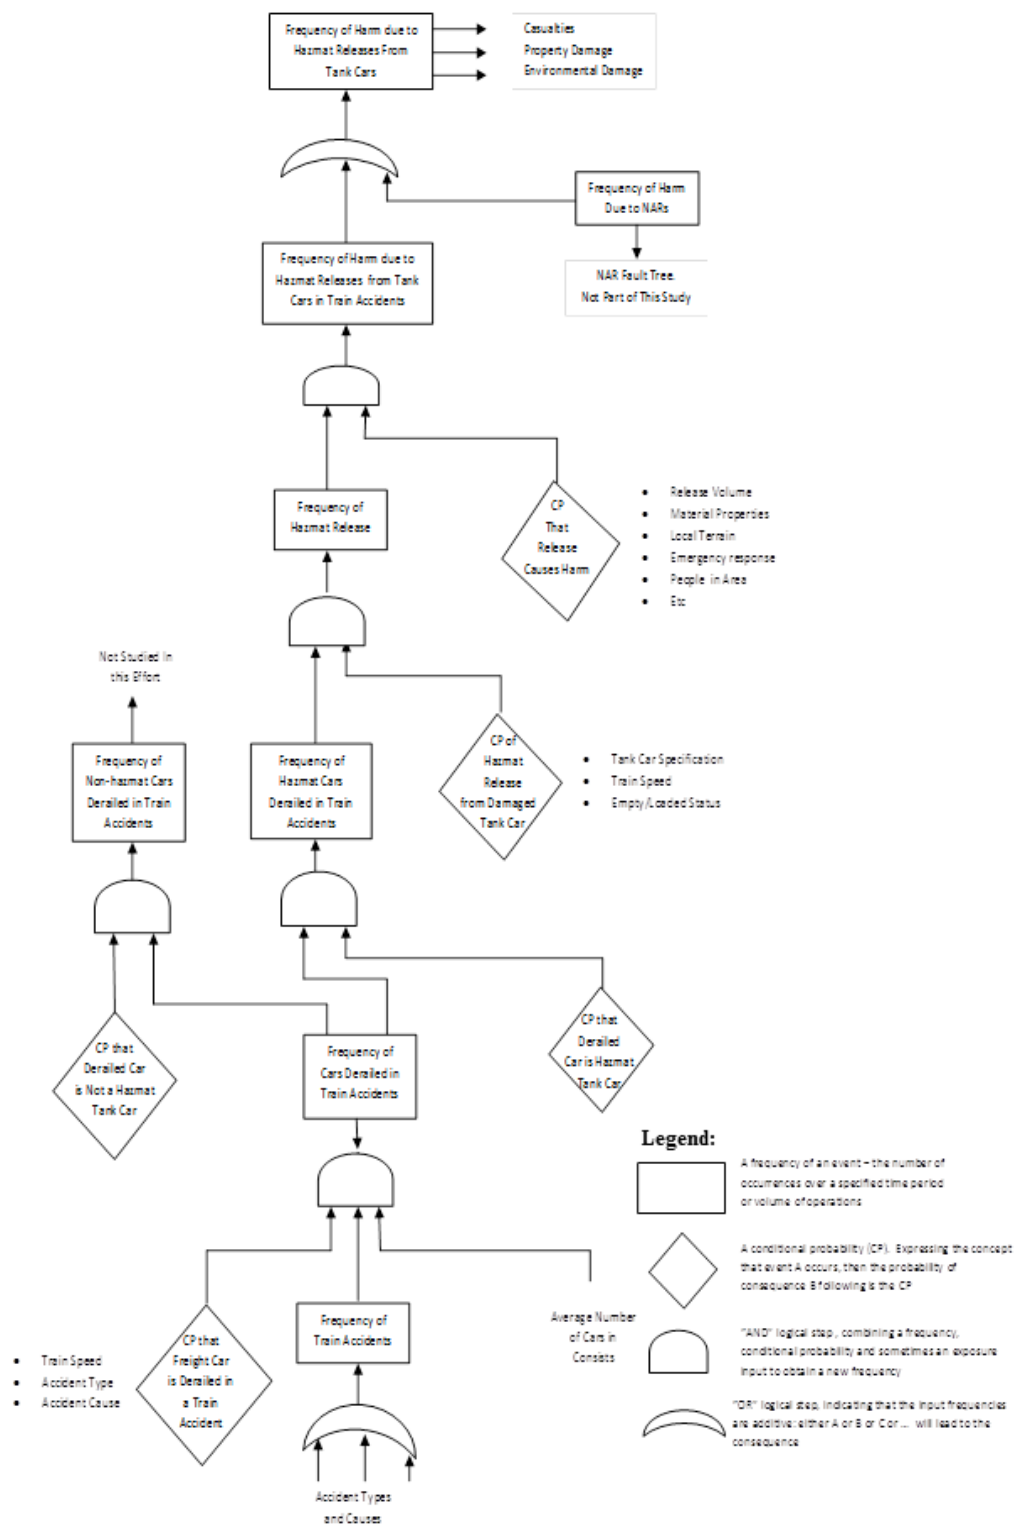 Frequency of Harm due to
Hazmat Releases From
Tank Cars
Casualties
Property Damage
Environmental Damage
Frequency of Harm
Due to NARs
NAR Fault Tree.
Not Part of This Study
Frequency of Harm due to
Hazmat Releases from Tank
Cars in Train Accidents
Frequency of
Hazmat Release
CP
That
Release
Causes Harm
• Release Volume
• Material Properties
• Local Terrain
• Emergency response
• People in Area
• Etc
Not Studied In
this Effort
Frequency of
Non-hazmat Cars
Derailed in Train
Accidents
Frequency of
Hazmat Cars
Derailed in Train
Accidents
CP of
Hazmat
Release
from Damaged
Tank Car
• Tank Car Specification
• Train Speed
• Empty/Loaded Status
CP that
Derailed Car
is Not a Hazmat
Tank Car
Frequency of
Cars Derailed in
Train Accidents
CP that
Derailed
Car is Hazmat
Tank Car
CP that
Freight Car
is Derailed in
a Train
Accident
• Train Speed
• Accident Type
• Accident Cause
Frequency of
Train Accidents
Average Number
of Cars in
Consists
Accident Types
and Causes
Legend:
A frequency of an event – the number of
occurrences over a specified time period
or volume of operations
A conditional probability (CP). Expressing the concept
that event A occurs, then the probability of
consequence B following is the CP
"AND" logical step, combining a frequency,
conditional probability and sometimes an exposure
input to obtain a new frequency
"OR" logical step, indicating that the input frequencies
are additive: either A or B or C or ... will lead to the
consequence